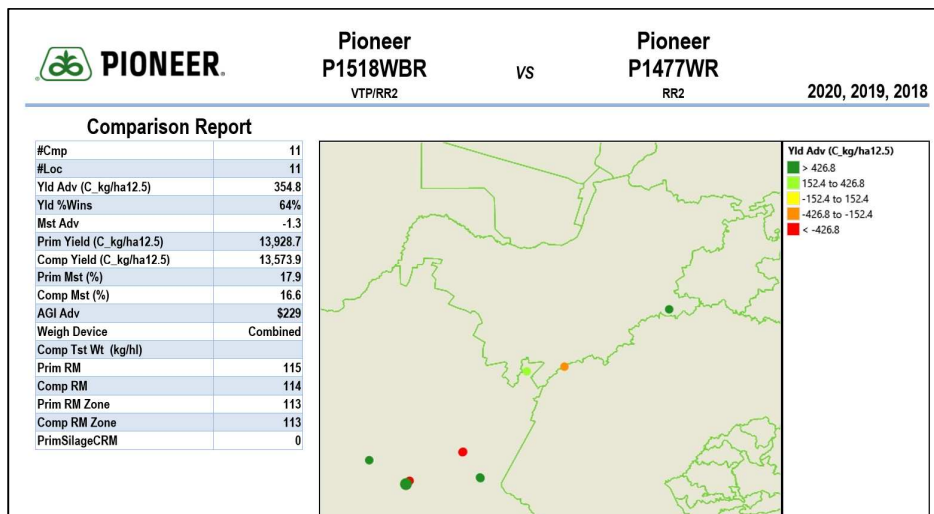 PIONEER.
Pioneer
P1518WBR
VTP/RR2
VS
Pioneer
P1477WR
RR2
2020, 2019, 2018
Comparison Report
#Cmp 11
#Loc 11
Yld Adv (C_kg/ha12.5) 354.8
Yld %Wins 64%
Mst Adv -1.3
Prim Yield (C_kg/ha12.5) 13,928.7
Comp Yield (C_kg/ha12.5) 13,573.9
Prim Mst (%) 17.9
Comp Mst (%) 16.6
AGI Adv $229
Weigh Device Combined
Comp Tst Wt (kg/hl)
Prim RM 115
Comp RM 114
Prim RM Zone 113
Comp RM Zone 113
PrimSilageCRM 0
Yld Adv (C_kg/ha12.5)
> 426.8
152.4 to 426.8
-152.4 to 152.4
-426.8 to -152.4
< -426.8